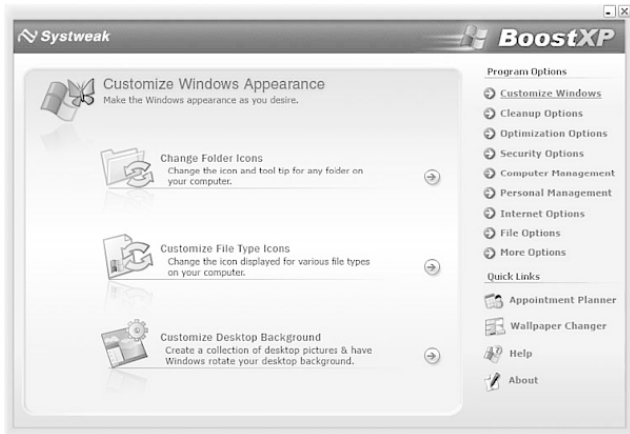 Systweak
BoostXP
Customize Windows Appearance
Make the Windows appearance as you desire.
Change Folder Icons
Change the icon and tool tip for any folder on
your computer.
Customize File Type Icons
Change the icon displayed for various file types
on your computer.
Customize Desktop Background
Create a collection of desktop pictures & have
Windows rotate your desktop background.
Program Options
Customize Windows
Cleanup Options
Optimization Options
Security Options
Computer Management
Personal Management
Internet Options
File Options
More Options
Quick Links
Appointment Planner
Wallpaper Changer
Help
About